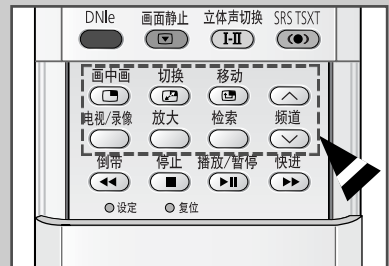 DNIe 画面静止 立体声切换 SRS TSXT
I-II
画中画 切换 移动
电视/录像 放大 检索 频道
倒带 停止 播放/暂停 快进
设定 复位